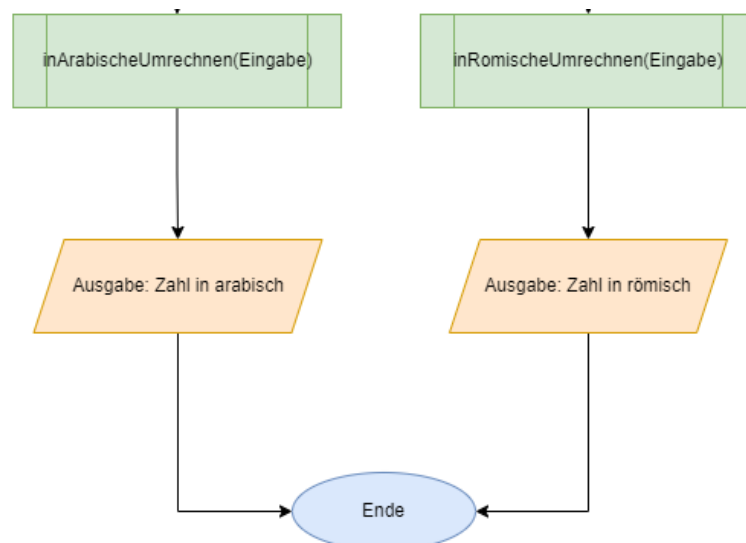 inArabischeUmrechnen(Eingabe)
inRomischeUmrechnen(Eingabe)
Ausgabe: Zahl in arabisch
Ausgabe: Zahl in römisch
Ende